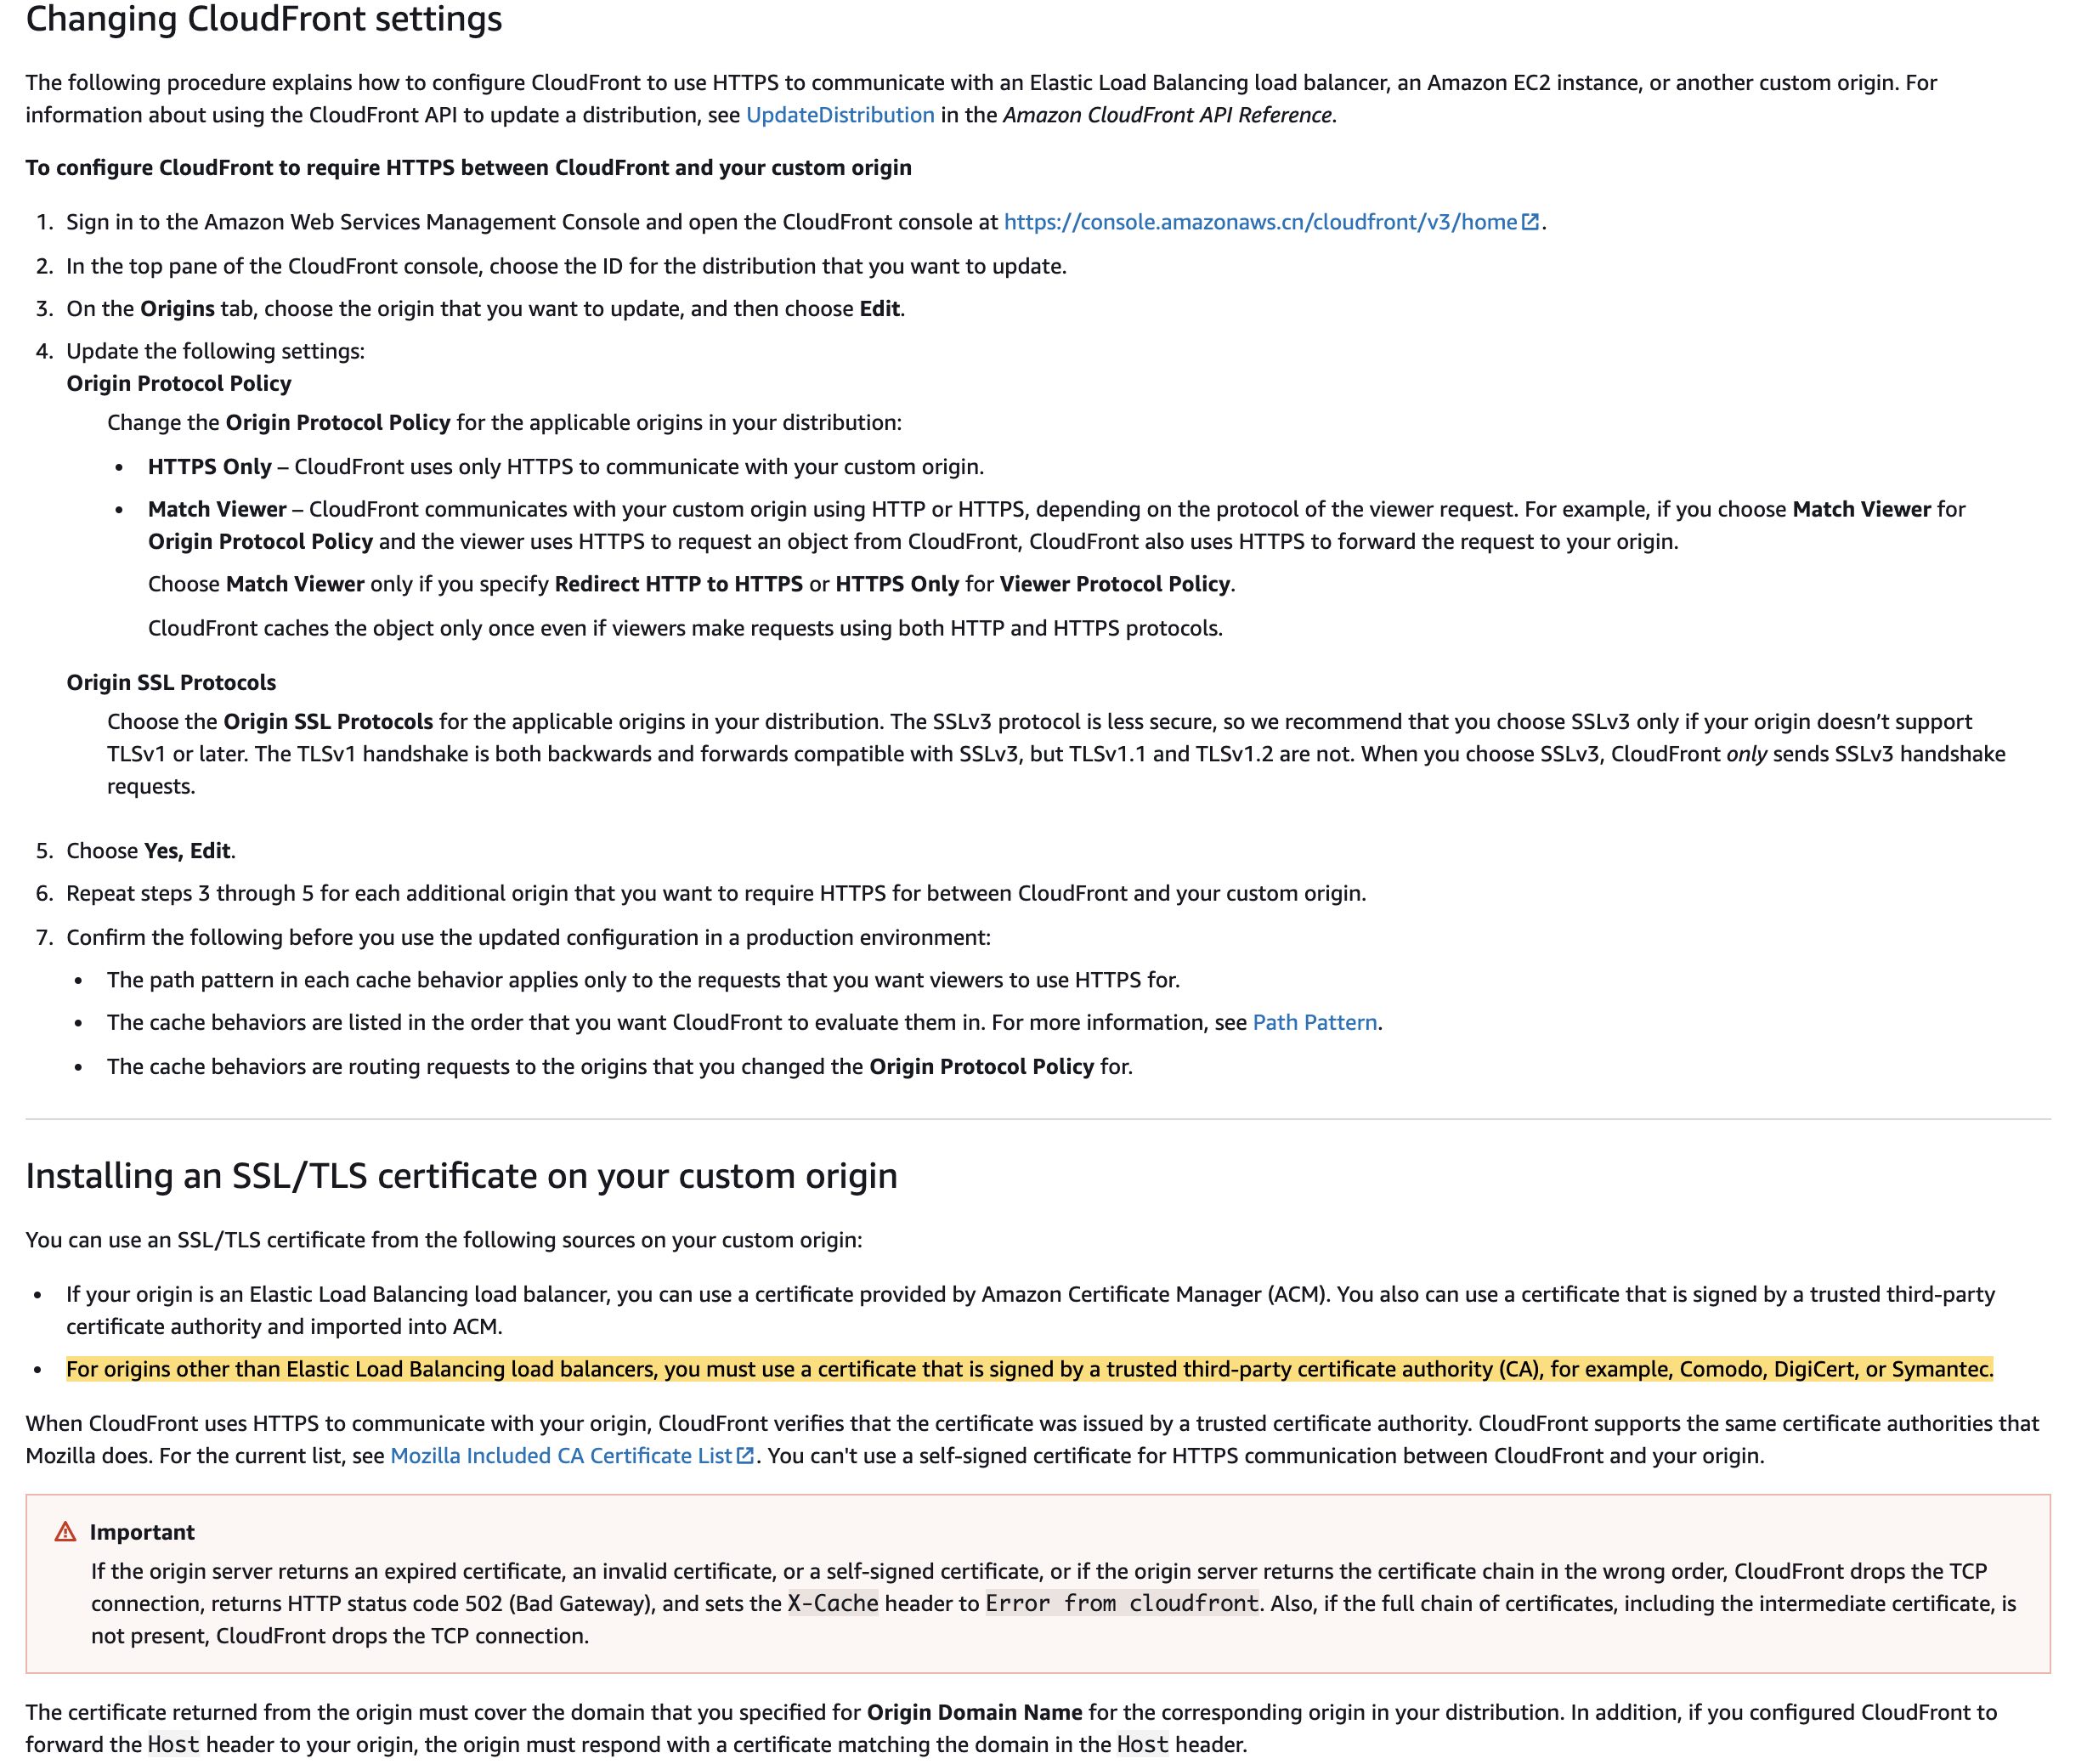 Changing CloudFront settings
The following procedure explains how to configure CloudFront to use HTTPS to communicate with an Elastic Load Balancing load balancer, an Amazon EC2 instance, or another custom origin. For
information about using the CloudFront API to update a distribution, see UpdateDistribution in the Amazon CloudFront API Reference.
To configure CloudFront to require HTTPS between CloudFront and your custom origin
1. Sign in to the Amazon Web Services Management Console and open the CloudFront console at https://console.amazonaws.cn/cloudfront/v3/home.
2. In the top pane of the CloudFront console, choose the ID for the distribution that you want to update.
3. On the Origins tab, choose the origin that you want to update, and then choose Edit.
4. Update the following settings:
Origin Protocol Policy
Change the Origin Protocol Policy for the applicable origins in your distribution:
• HTTPS Only – CloudFront uses only HTTPS to communicate with your custom origin.
• Match Viewer – CloudFront communicates with your custom origin using HTTP or HTTPS, depending on the protocol of the viewer request. For example, if you choose Match Viewer for
Origin Protocol Policy and the viewer uses HTTPS to request an object from CloudFront, CloudFront also uses HTTPS to forward the request to your origin.
Choose Match Viewer only if you specify Redirect HTTP to HTTPS or HTTPS Only for Viewer Protocol Policy.
CloudFront caches the object only once even if viewers make requests using both HTTP and HTTPS protocols.
Origin SSL Protocols
Choose the Origin SSL Protocols for the applicable origins in your distribution. The SSLv3 protocol is less secure, so we recommend that you choose SSLv3 only if your origin doesn’t support
TLSv1 or later. The TLSv1 handshake is both backwards and forwards compatible with SSLv3, but TLSv1.1 and TLSv1.2 are not. When you choose SSLv3, CloudFront only sends SSLv3 handshake
requests.
5. Choose Yes, Edit.
6. Repeat steps 3 through 5 for each additional origin that you want to require HTTPS for between CloudFront and your custom origin.
7. Confirm the following before you use the updated configuration in a production environment:
• The path pattern in each cache behavior applies only to the requests that you want viewers to use HTTPS for.
• The cache behaviors are listed in the order that you want CloudFront to evaluate them in. For more information, see Path Pattern.
• The cache behaviors are routing requests to the origins that you changed the Origin Protocol Policy for.
Installing an SSL/TLS certificate on your custom origin
You can use an SSL/TLS certificate from the following sources on your custom origin:
• If your origin is an Elastic Load Balancing load balancer, you can use a certificate provided by Amazon Certificate Manager (ACM). You also can use a certificate that is signed by a trusted third-party
certificate authority and imported into ACM.
• For origins other than Elastic Load Balancing load balancers, you must use a certificate that is signed by a trusted third-party certificate authority (CA), for example, Comodo, DigiCert, or Symantec.
When CloudFront uses HTTPS to communicate with your origin, CloudFront verifies that the certificate was issued by a trusted certificate authority. CloudFront supports the same certificate authorities that
Mozilla does. For the current list, see Mozilla Included CA Certificate List. You can't use a self-signed certificate for HTTPS communication between CloudFront and your origin.
Important
If the origin server returns an expired certificate, an invalid certificate, or a self-signed certificate, or if the origin server returns the certificate chain in the wrong order, CloudFront drops the TCP
connection, returns HTTP status code 502 (Bad Gateway), and sets the X-Cache header to Error from cloudfront. Also, if the full chain of certificates, including the intermediate certificate, is
not present, CloudFront drops the TCP connection.
The certificate returned from the origin must cover the domain that you specified for Origin Domain Name for the corresponding origin in your distribution. In addition, if you configured CloudFront to
forward the Host header to your origin, the origin must respond with a certificate matching the domain in the Host header.